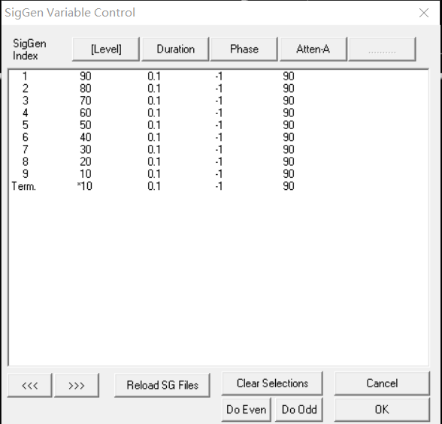 SigGen Variable Control
SigGen Index [Level] Duration Phase Atten-A ..........
1 90 0.1 -1 90
2 80 0.1 -1 90
3 70 0.1 -1 90
4 60 0.1 -1 90
5 50 0.1 -1 90
6 40 0.1 -1 90
7 30 0.1 -1 90
8 20 0.1 -1 90
9 10 0.1 -1 90
Term. *10 0.1 -1 90
<<< >>> Reload SG Files Clear Selections Cancel
Do Even Do Odd OK